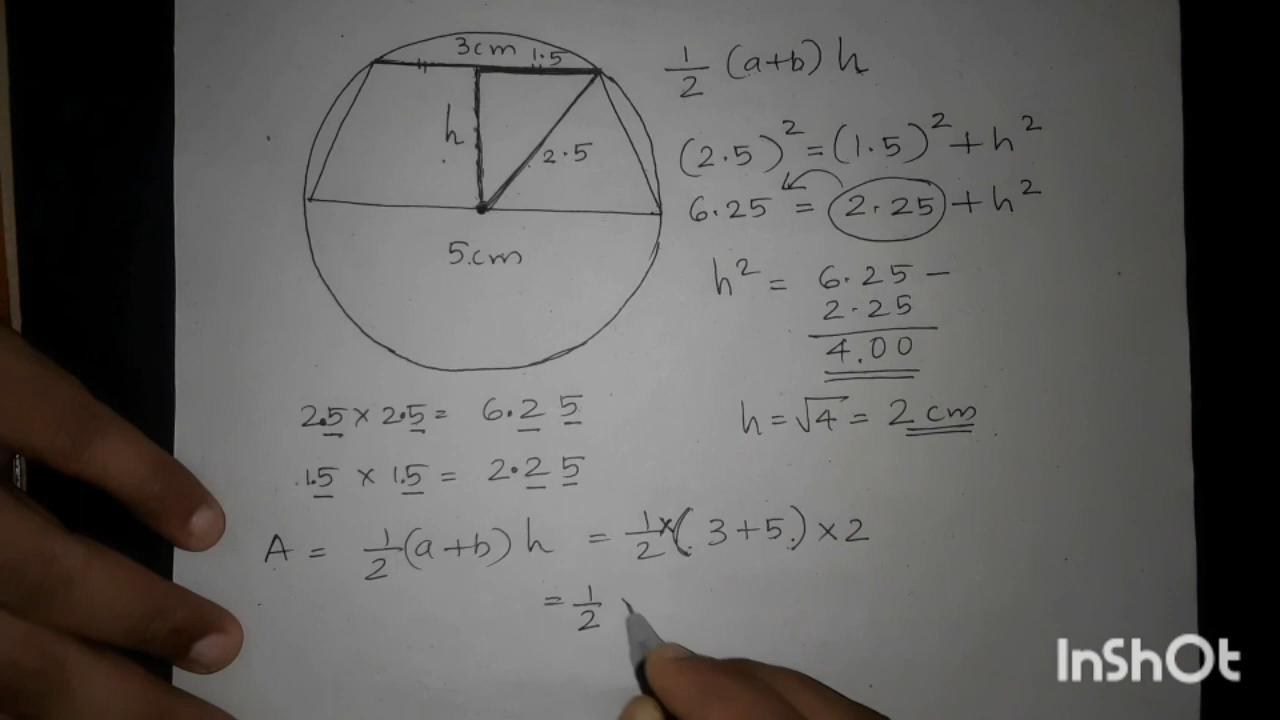 3cm
1.5
h
2.5
5cm
1/2 (a+b) h
(2.5)² = (1.5)² + h²
6.25 = 2.25 + h²
h² = 6.25 −
2.25
4.00
h = √4 = 2 cm
2.5 × 2.5 = 6.25
1.5 × 1.5 = 2.25
A = 1/2 (a+b) h = 1/2 × (3+5) × 2
= 1/2
InShOt